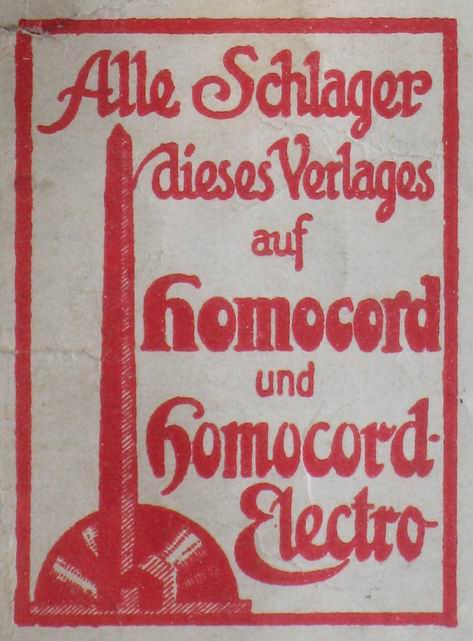 Alle Schlager
dieses Verlages
auf
Homocord
und
Homocord-
Electro-